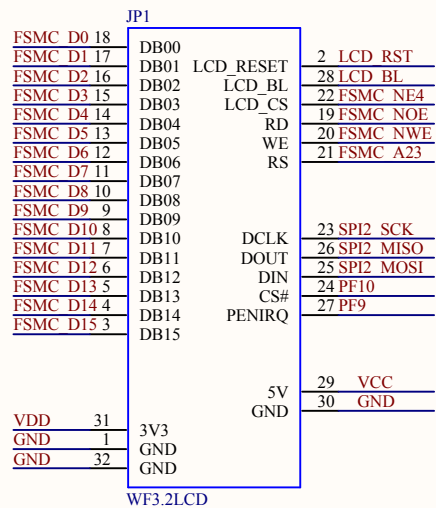 JP1
FSMC_D0 18 DB00
FSMC_D1 17 DB01 LCD_RESET 2 LCD_RST
FSMC_D2 16 DB02 LCD_BL 28 LCD_BL
FSMC_D3 15 DB03 LCD_CS 22 FSMC_NE4
FSMC_D4 14 DB04 RD 19 FSMC_NOE
FSMC_D5 13 DB05 WE 20 FSMC_NWE
FSMC_D6 12 DB06 RS 21 FSMC_A23
FSMC_D7 11 DB07
FSMC_D8 10 DB08
FSMC_D9 9 DB09
FSMC_D10 8 DB10 DCLK 23 SPI2_SCK
FSMC_D11 7 DB11 DOUT 26 SPI2_MISO
FSMC_D12 6 DB12 DIN 25 SPI2_MOSI
FSMC_D13 5 DB13 CS# 24 PF10
FSMC_D14 4 DB14 PENIRQ 27 PF9
FSMC_D15 3 DB15
5V 29 VCC
GND 30 GND
VDD 31 3V3
GND 1 GND
GND 32 GND
WF3.2LCD